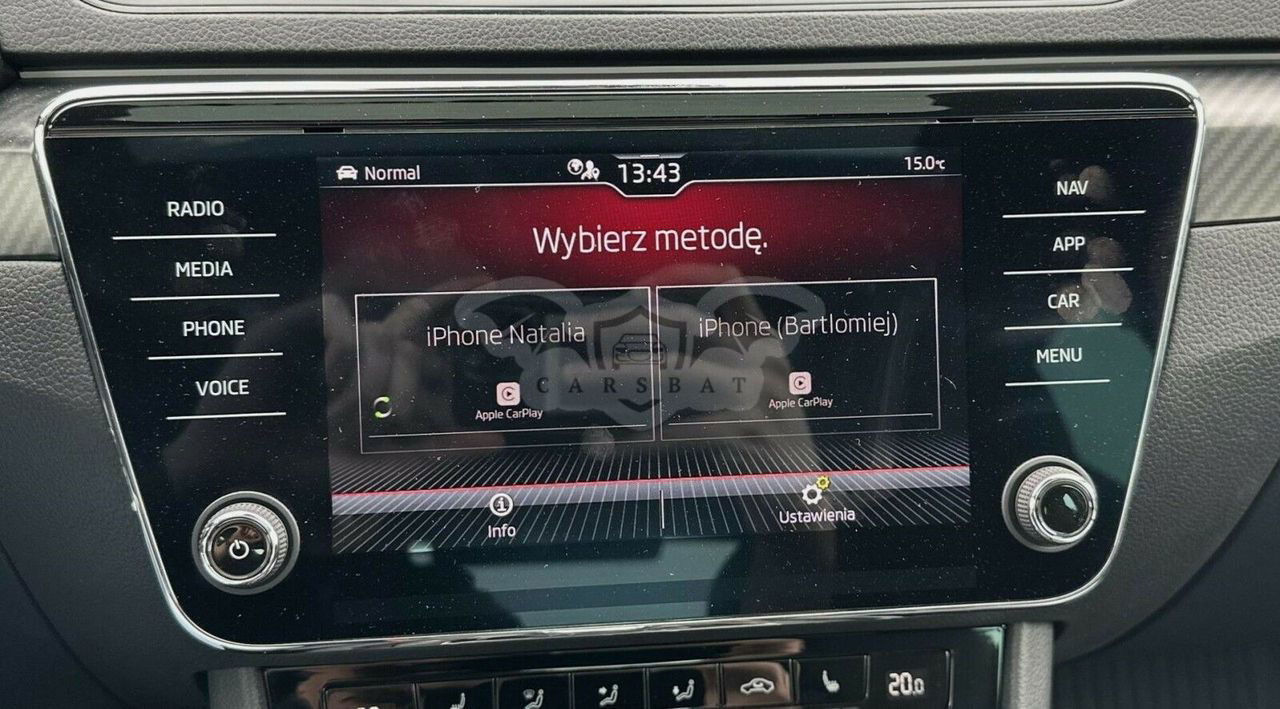 Normal
13:43
15.0°C
RADIO
MEDIA
PHONE
VOICE
Wybierz metodę.
iPhone Natalia
Apple CarPlay
iPhone (Bartlomiej)
Apple CarPlay
CARSBAT
Info
Ustawienia
NAV
APP
CAR
MENU
20.0